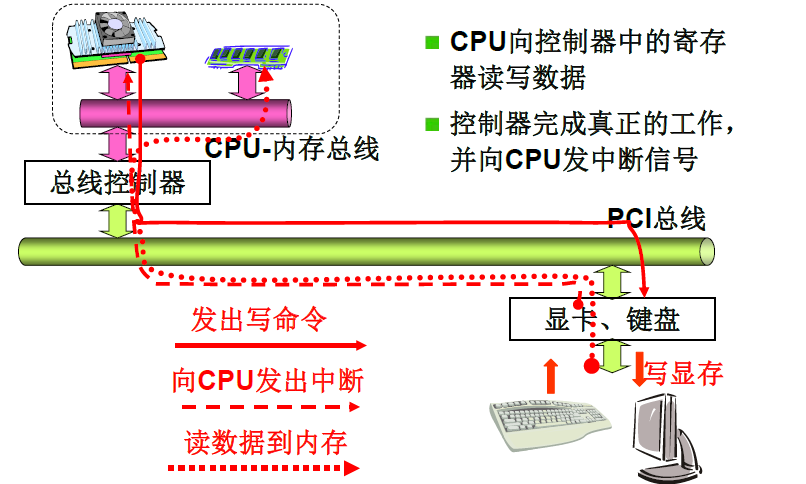 CPU向控制器中的寄存
器读写数据
控制器完成真正的工作，
并向CPU发中断信号
CPU-内存总线
总线控制器
PCI总线
显卡、键盘
发出写命令
向CPU发出中断
读数据到内存
写显存